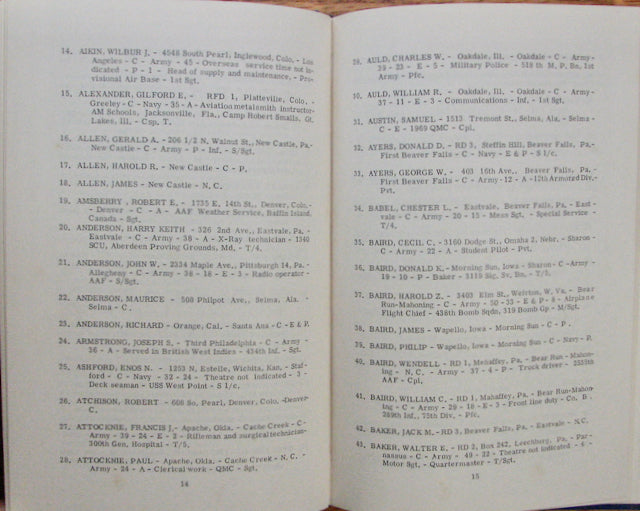 14. AIKIN, WILBUR J. - 4548 South Pearl, Inglewood, Colo. - Los
Angeles - C - Army - 45 - Overseas service time not in-
dicated - P - 1 - Head of supply and maintenance, - Pro-
visional Air Base - 1st Sgt.
15. ALEXANDER, GILFORD E, - RFD 1, Platteville, Colo, -
Greeley - C - Navy - 35 - A - Aviation metalsmith instructor-
AM Schools, Jacksonville, Fla., Camp Robert Smalls, Gt.
Lakes, Ill. - Csp, T.
16. ALLEN, GERALD A. - 206 1/2 N, Walnut St., New Castle, Pa.-
New Castle - C - Army - P - Inf. - S/Sgt.
17. ALLEN, HAROLD R. - New Castle - C - P.
18. ALLEN, JAMES - New Castle - N, C.
19. AMSBERRY, ROBERT E, - 1735 E. 14th St., Denver, Colo.
- Denver - C - A - AAF Weather Service, Baffin Island,
Canada - Sgt.
20. ANDERSON, HARRY KEITH - 326 2nd Ave., Eastvale, Pa. -
Eastvale - C - Army - 38 - A - X-Ray technician - 1340
SCU, Aberdeen Proving Grounds, Md, - T/4.
21. ANDERSON, JOHN W. - 2334 Maple Ave., Pittsburgh 14, Pa. -
Allegheny - C - Army - 36 - 18 - E - 3 - Radio operator -
AAF - S/Sgt.
22. ANDERSON, MAURICE - 508 Philpot Ave., Selma, Ala. -
Selma - C.
23. ANDERSON, RICHARD - Orange, Cal. - Santa Ana - C - E & P.
24. ARMSTRONG, JOSEPH S, - Third Philadelphia - C - Army -
36 - A - Served in British West Indies - 434th Inf. - Sgt.
25. ASHFORD, ENOS N. - 1253 N, Estelle, Wichita, Kan, - Staf-
ford - C - Navy - 32 - 24 - Theatre not indicated - 3 -
Deck seaman - USS West Point - S 1/c.
26. ATCHISON, ROBERT - 608 So, Pearl, Denver, Colo. -Denver-
C.
27. ATTOCKNIE, FRANCIS J, - Apache, Okla. - Cache Creek - C -
Army - 39 - 24 - E - 2 - Rifleman and surgical technician-
300th Gen, Hospital - T/5.
28. ATTOCKNIE, PAUL - Apache, Okla. - Cache Creek - N.C. -
Army - 24 - A - Clerical work - QMC - Sgt.
14
29. AULD, CHARLES W. - Oakdale, Ill. - Oakdale - C - Army-
39 - 23 - E - 5 - Military Police - 518 th M, P, Bn, 1st
Army - Pfc.
30. AULD, WILLIAM R. - Oakdale, Ill. - Oakdale - C - Army -
37 - 11 - E - 3 - Communications - Inf. - 1st Sgt.
31. AUSTIN, SAMUEL - 1513 Tremont St., Selma, Ala, - Selma
- C - E - 1969 QMC - Cpl.
32. AYERS, DONALD D, - RD 3, Steffin Hill, Beaver Falls, Pa, -
First Beaver Falls - C - Navy - E & P - S 1/c.
33. AYERS, GEORGE W. - 403 16th Ave., Beaver Falls, Pa. -
First Beaver Falls - C - Army - 12 - A - 12th Armored Div. -
Pvt.
34. BABEL, CHESTER L. - Eastvale, Beaver Falls, Pa. - East-
vale - C - Army - 20 - 15 - Mess Sgt. - Special Service -
T/4.
35. BAIRD, CECIL C, - 3160 Dodge St., Omaha 2, Nebr. - Sharon
- C - Army - 22 - A - Student Pilot - Pvt.
36. BAIRD, DONALD K. - Morning Sun, Iowa - Sharon - C - Army -
19 - 10 - P - Baker - 3115 Sig. Sv, Bn, - T/5.
37. BAIRD, HAROLD Z. - 3403 Elm St., Weirton, W, Va. - Bear
Run-Mahoning - C - Army - 50 - 33 - E & P - 8 - Airplane
Flight Chief - 438th Bomb Sqdn, 319 Bomb Gp - M/Sgt.
38. BAIRD, JAMES - Wapello, Iowa - Morning Sun - C - P.
39. BAIRD, PHILIP - Wapello, Iowa - Morning Sun - C - Navy - P.
40. BAIRD, WENDELL - RD 1, Mahaffey, Pa. - Bear Run - Mahon-
ing - N, C. - Army - 37 - 4 - P - Truck driver - 3555th
AAF - Cpl,
41. BAIRD, WILLIAM C. - RD 1, Mahaffey, Pa. - Bear Run-Mahon-
ing - C - Army - 29 - 18 - E - 3 - Front line duty - Co, B,
289th Inf., 75th Div. - Pfc.
42. BAKER, JACK M. - RD 3, Beaver Falls, Pa. - Eastvale - N.C.
43. BAKER, WALTER E. - RD 2, Box 242, Leechberg, Pa. - Par-
nassus - C - Army - 49 - 22 - Theatre not indicated - 4 -
Motor Sgt. - Quartermaster - T/Sgt.
15